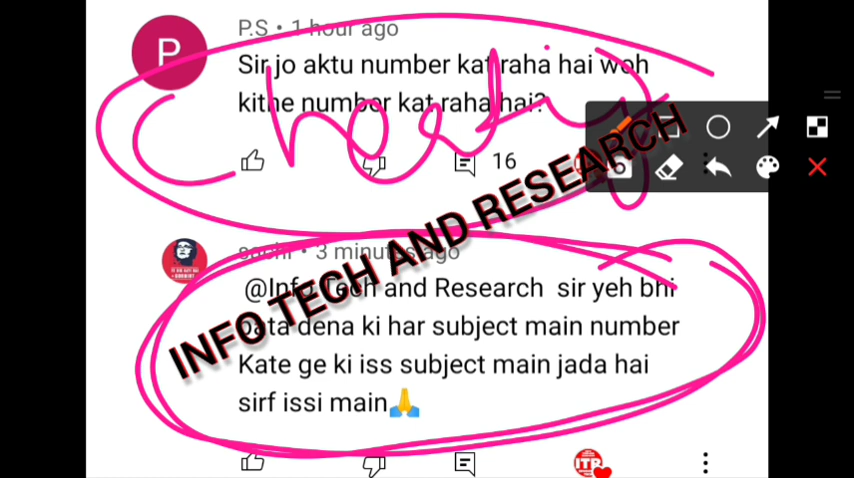 P.S • 1 hour ago
Sir jo aktu number kat raha hai woh
kithe number kat raha hai?
16
INFO TECH AND RESEARCH
sachi • 3 minutes ago
@Info Tech and Research sir yeh bhi
bata dena ki har subject main number
Kate ge ki iss subject main jada hai
sirf issi main🙏
ITR